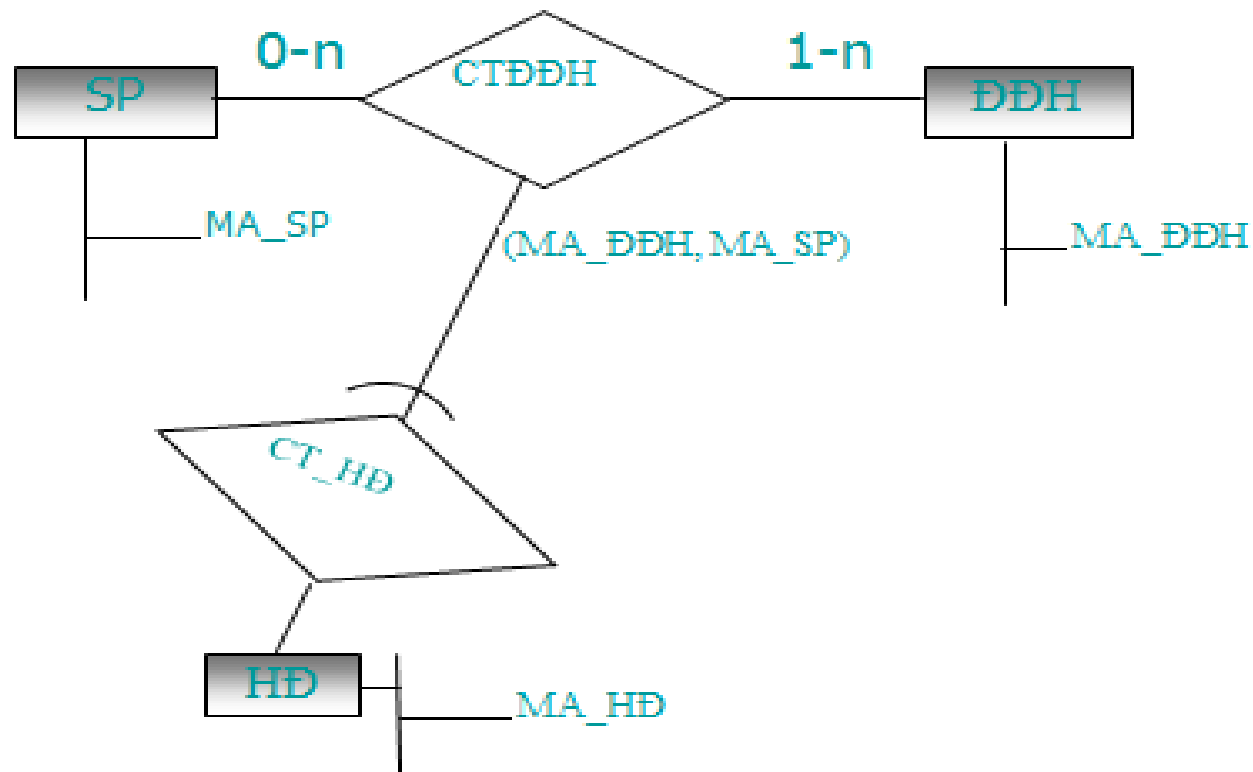 0-n
1-n
SP
CTĐĐH
ĐĐH
MA_SP
(MA_ĐĐH, MA_SP)
MA_ĐĐH
CT_HĐ
HĐ
MA_HĐ